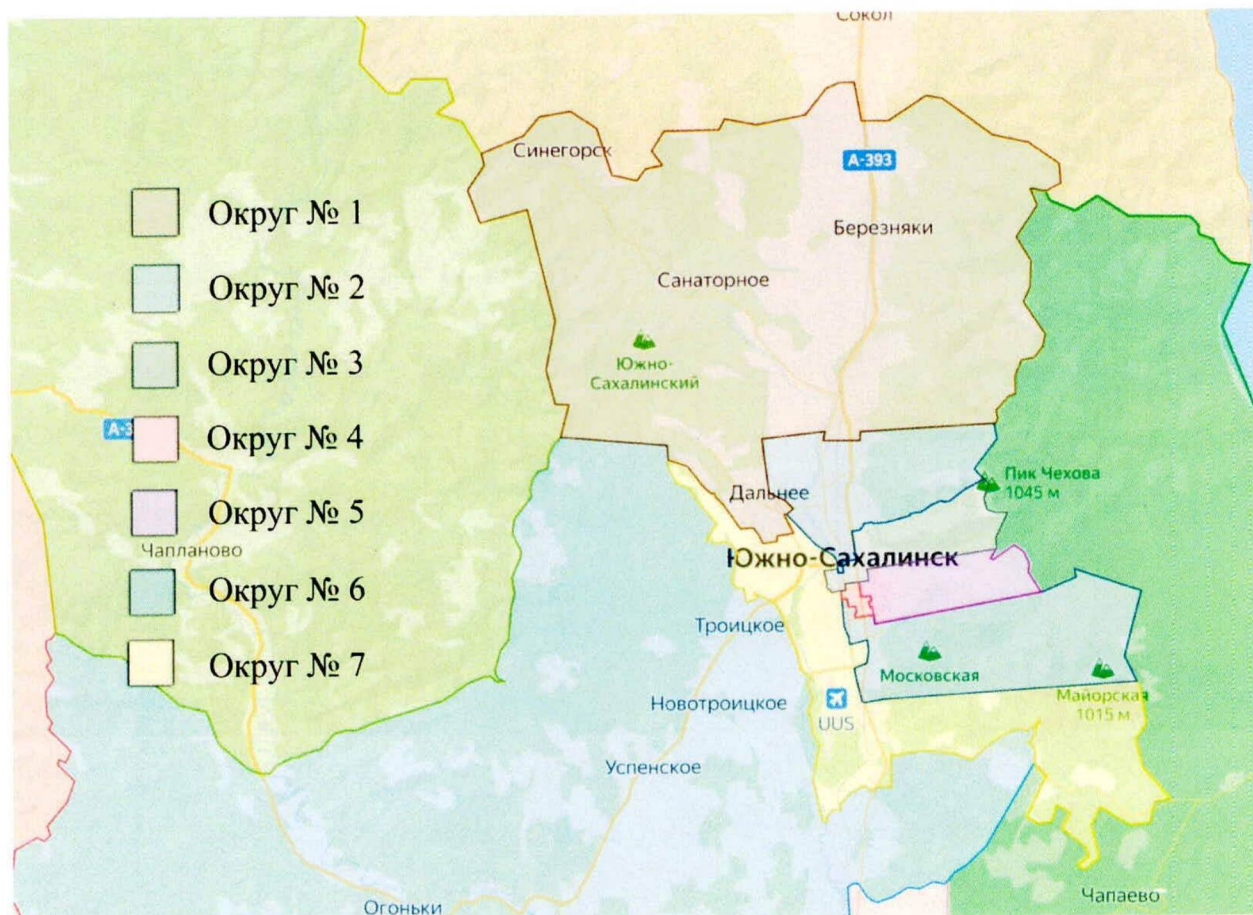 Сокол
Синегорск
А-393
Березняки
Санаторное
Южно-
Сахалинский
Округ № 1
Округ № 2
Округ № 3
Округ № 4
Округ № 5
Округ № 6
Округ № 7
Чапланово
Дальнее
Пик Чехова
1045 м
Южно-Сахалинск
Троицкое
Московская
Майорская
1015 м
Новотроицкое
UUS
Успенское
Огоньки
Чапаево